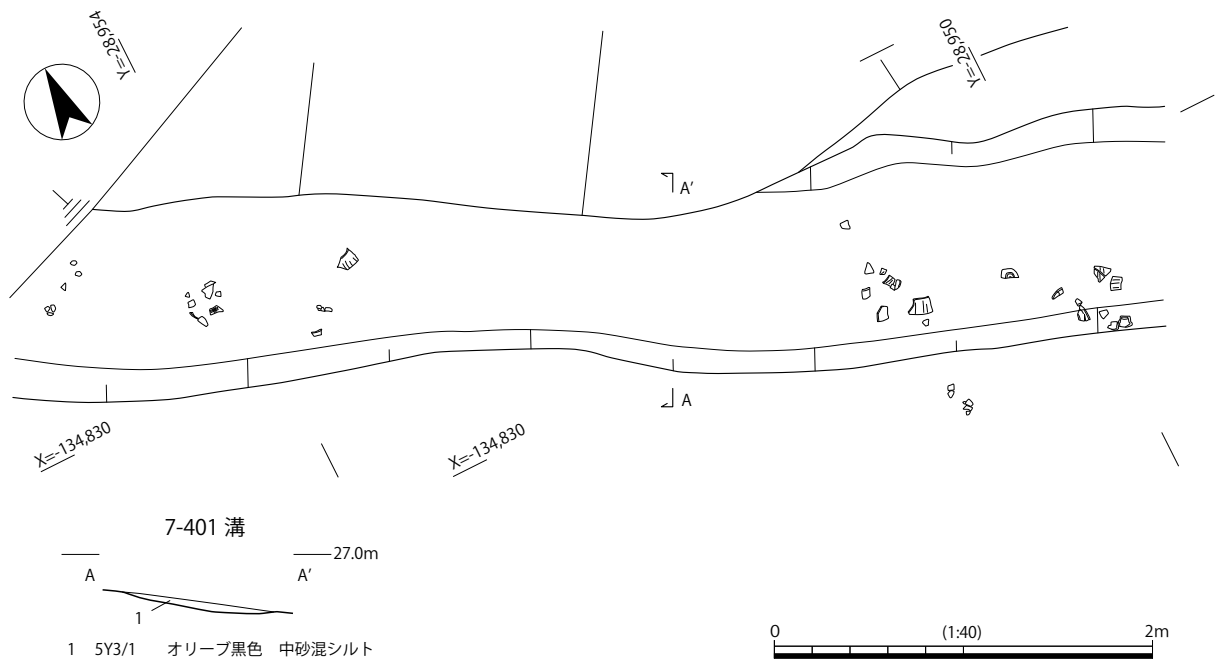 Y=-28,954
Y=-28,950
A'
A
X=-134,830
X=-134,830
7-401 溝
27.0m
A
A'
1
1 5Y3/1 オリーブ黒色 中砂混シルト
0 (1:40) 2m